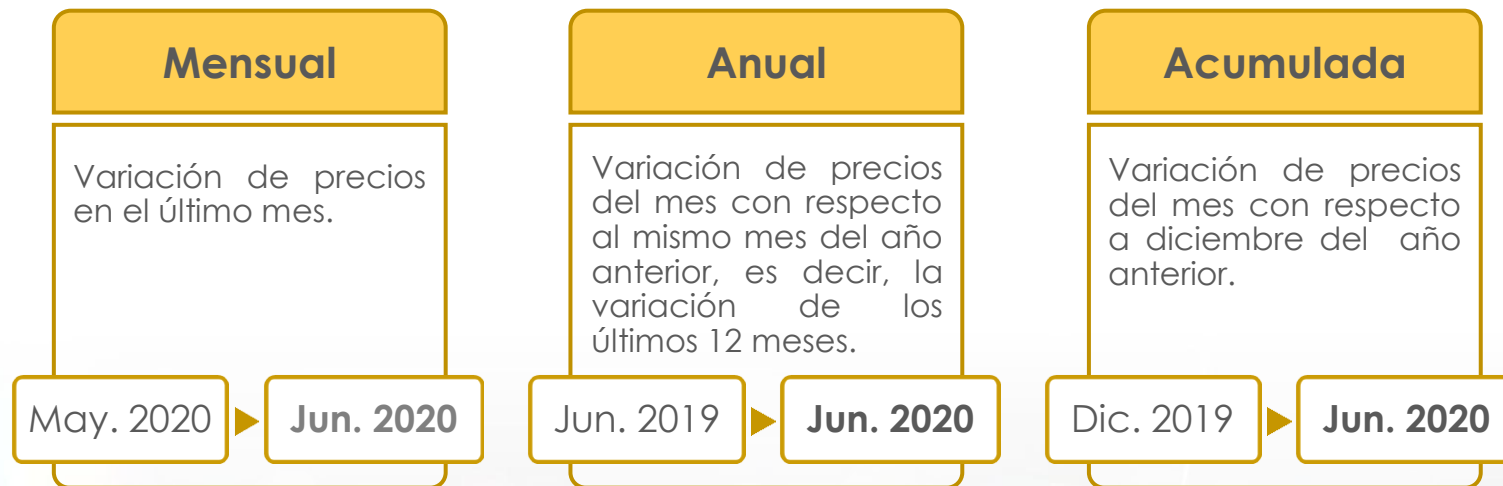 Mensual
Variación de precios
en el último mes.
May. 2020
Jun. 2020
Anual
Variación de precios
del mes con respecto
al mismo mes del año
anterior, es decir, la
variación de los
últimos 12 meses.
Jun. 2019
Jun. 2020
Acumulada
Variación de precios
del mes con respecto
a diciembre del año
anterior.
Dic. 2019
Jun. 2020